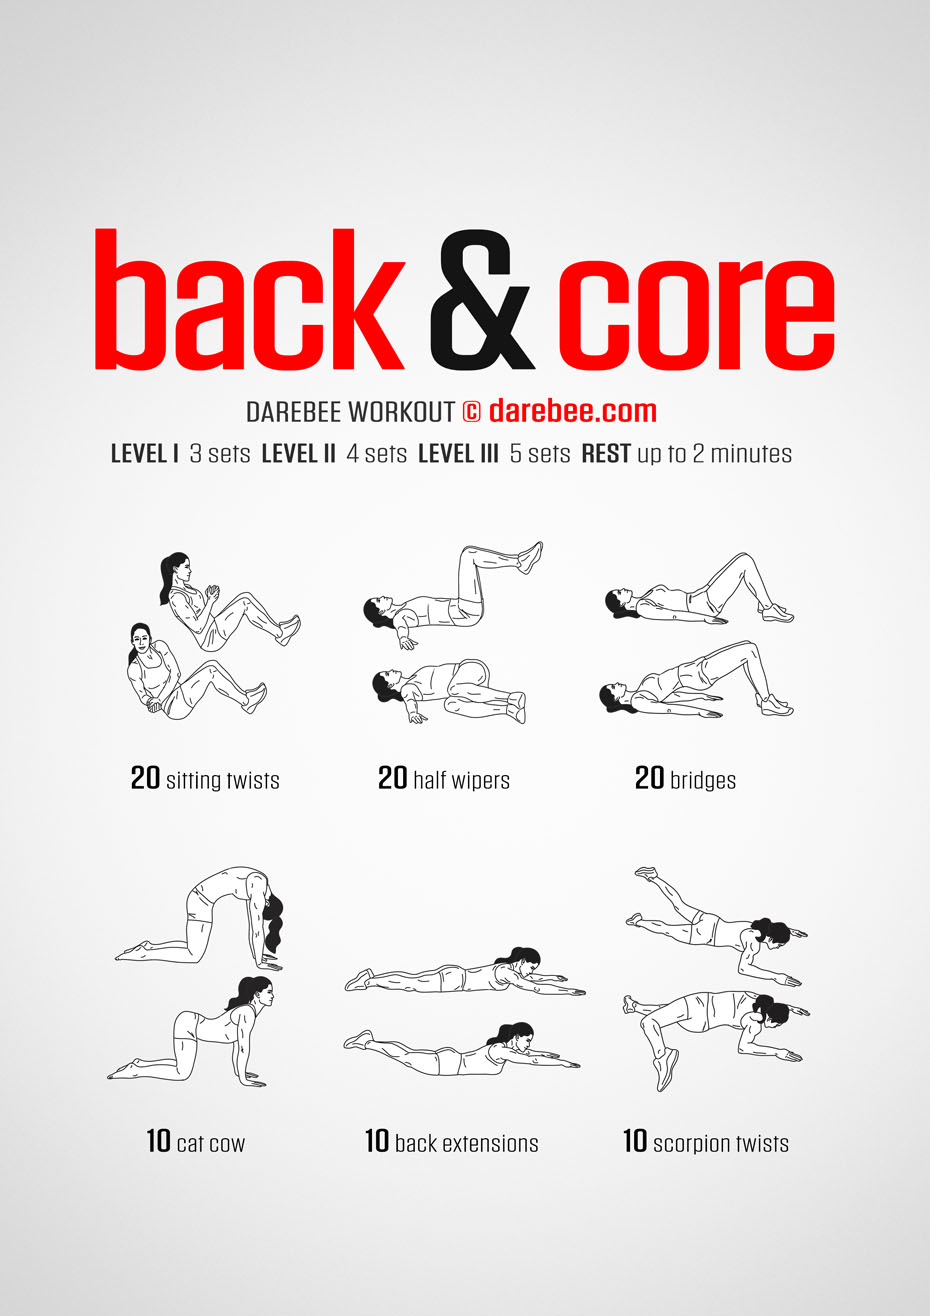 back & core
DAREBEE WORKOUT © darebee.com
LEVEL I 3 sets LEVEL II 4 sets LEVEL III 5 sets REST up to 2 minutes
20 sitting twists
20 half wipers
20 bridges
10 cat cow
10 back extensions
10 scorpion twists